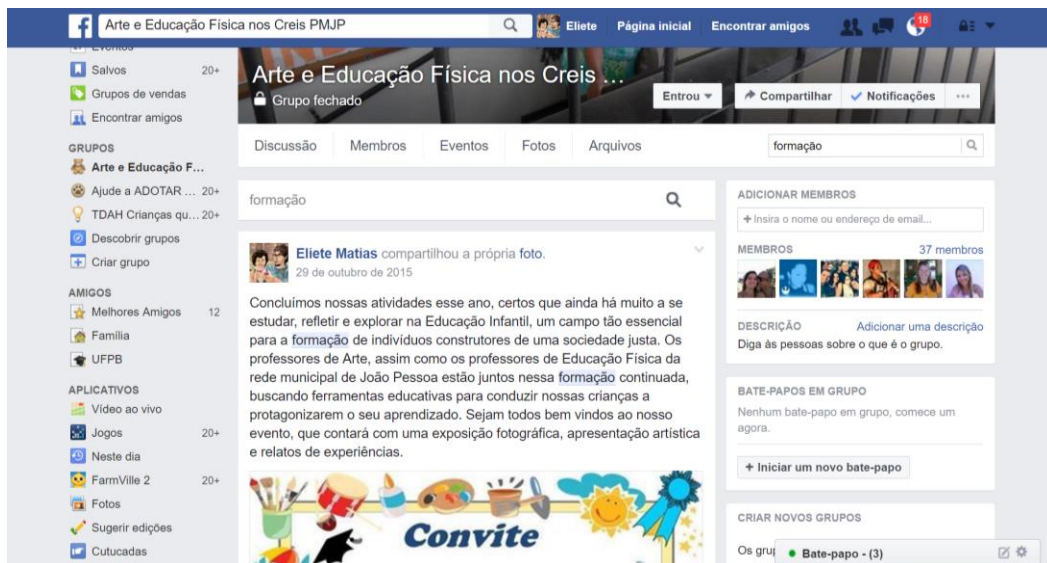 Arte e Educação Física nos Creis PMJP
Eliete
Página inicial
Encontrar amigos
18
Eventos
Salvos 20+
Grupos de vendas
Encontrar amigos
GRUPOS
Arte e Educação F...
Ajude a ADOTAR ... 20+
TDAH Crianças qu... 20+
Descobrir grupos
Criar grupo
AMIGOS
Melhores Amigos 12
Família
UFPB
APLICATIVOS
Vídeo ao vivo
Jogos 20+
Neste dia
FarmVille 2 20+
Fotos
Sugerir edições
Cutucadas
Arte e Educação Física nos Creis ...
Grupo fechado
Entrou
Compartilhar
Notificações
...
Discussão Membros Eventos Fotos Arquivos
formação
formação
Eliete Matias compartilhou a própria foto.
29 de outubro de 2015
Concluímos nossas atividades esse ano, certos que ainda há muito a se
estudar, refletir e explorar na Educação Infantil, um campo tão essencial
para a formação de indivíduos construtores de uma sociedade justa. Os
professores de Arte, assim como os professores de Educação Física da
rede municipal de João Pessoa estão juntos nessa formação continuada,
buscando ferramentas educativas para conduzir nossas crianças a
protagonizarem o seu aprendizado. Sejam todos bem vindos ao nosso
evento, que contará com uma exposição fotográfica, apresentação artística
e relatos de experiências.
Convite
ADICIONAR MEMBROS
+ Insira o nome ou endereço de email...
MEMBROS 37 membros
DESCRIÇÃO Adicionar uma descrição
Diga às pessoas sobre o que é o grupo.
BATE-PAPOS EM GRUPO
Nenhum bate-papo em grupo, comece um
agora.
+ Iniciar um novo bate-papo
CRIAR NOVOS GRUPOS
Os
Bate-papo - (3)